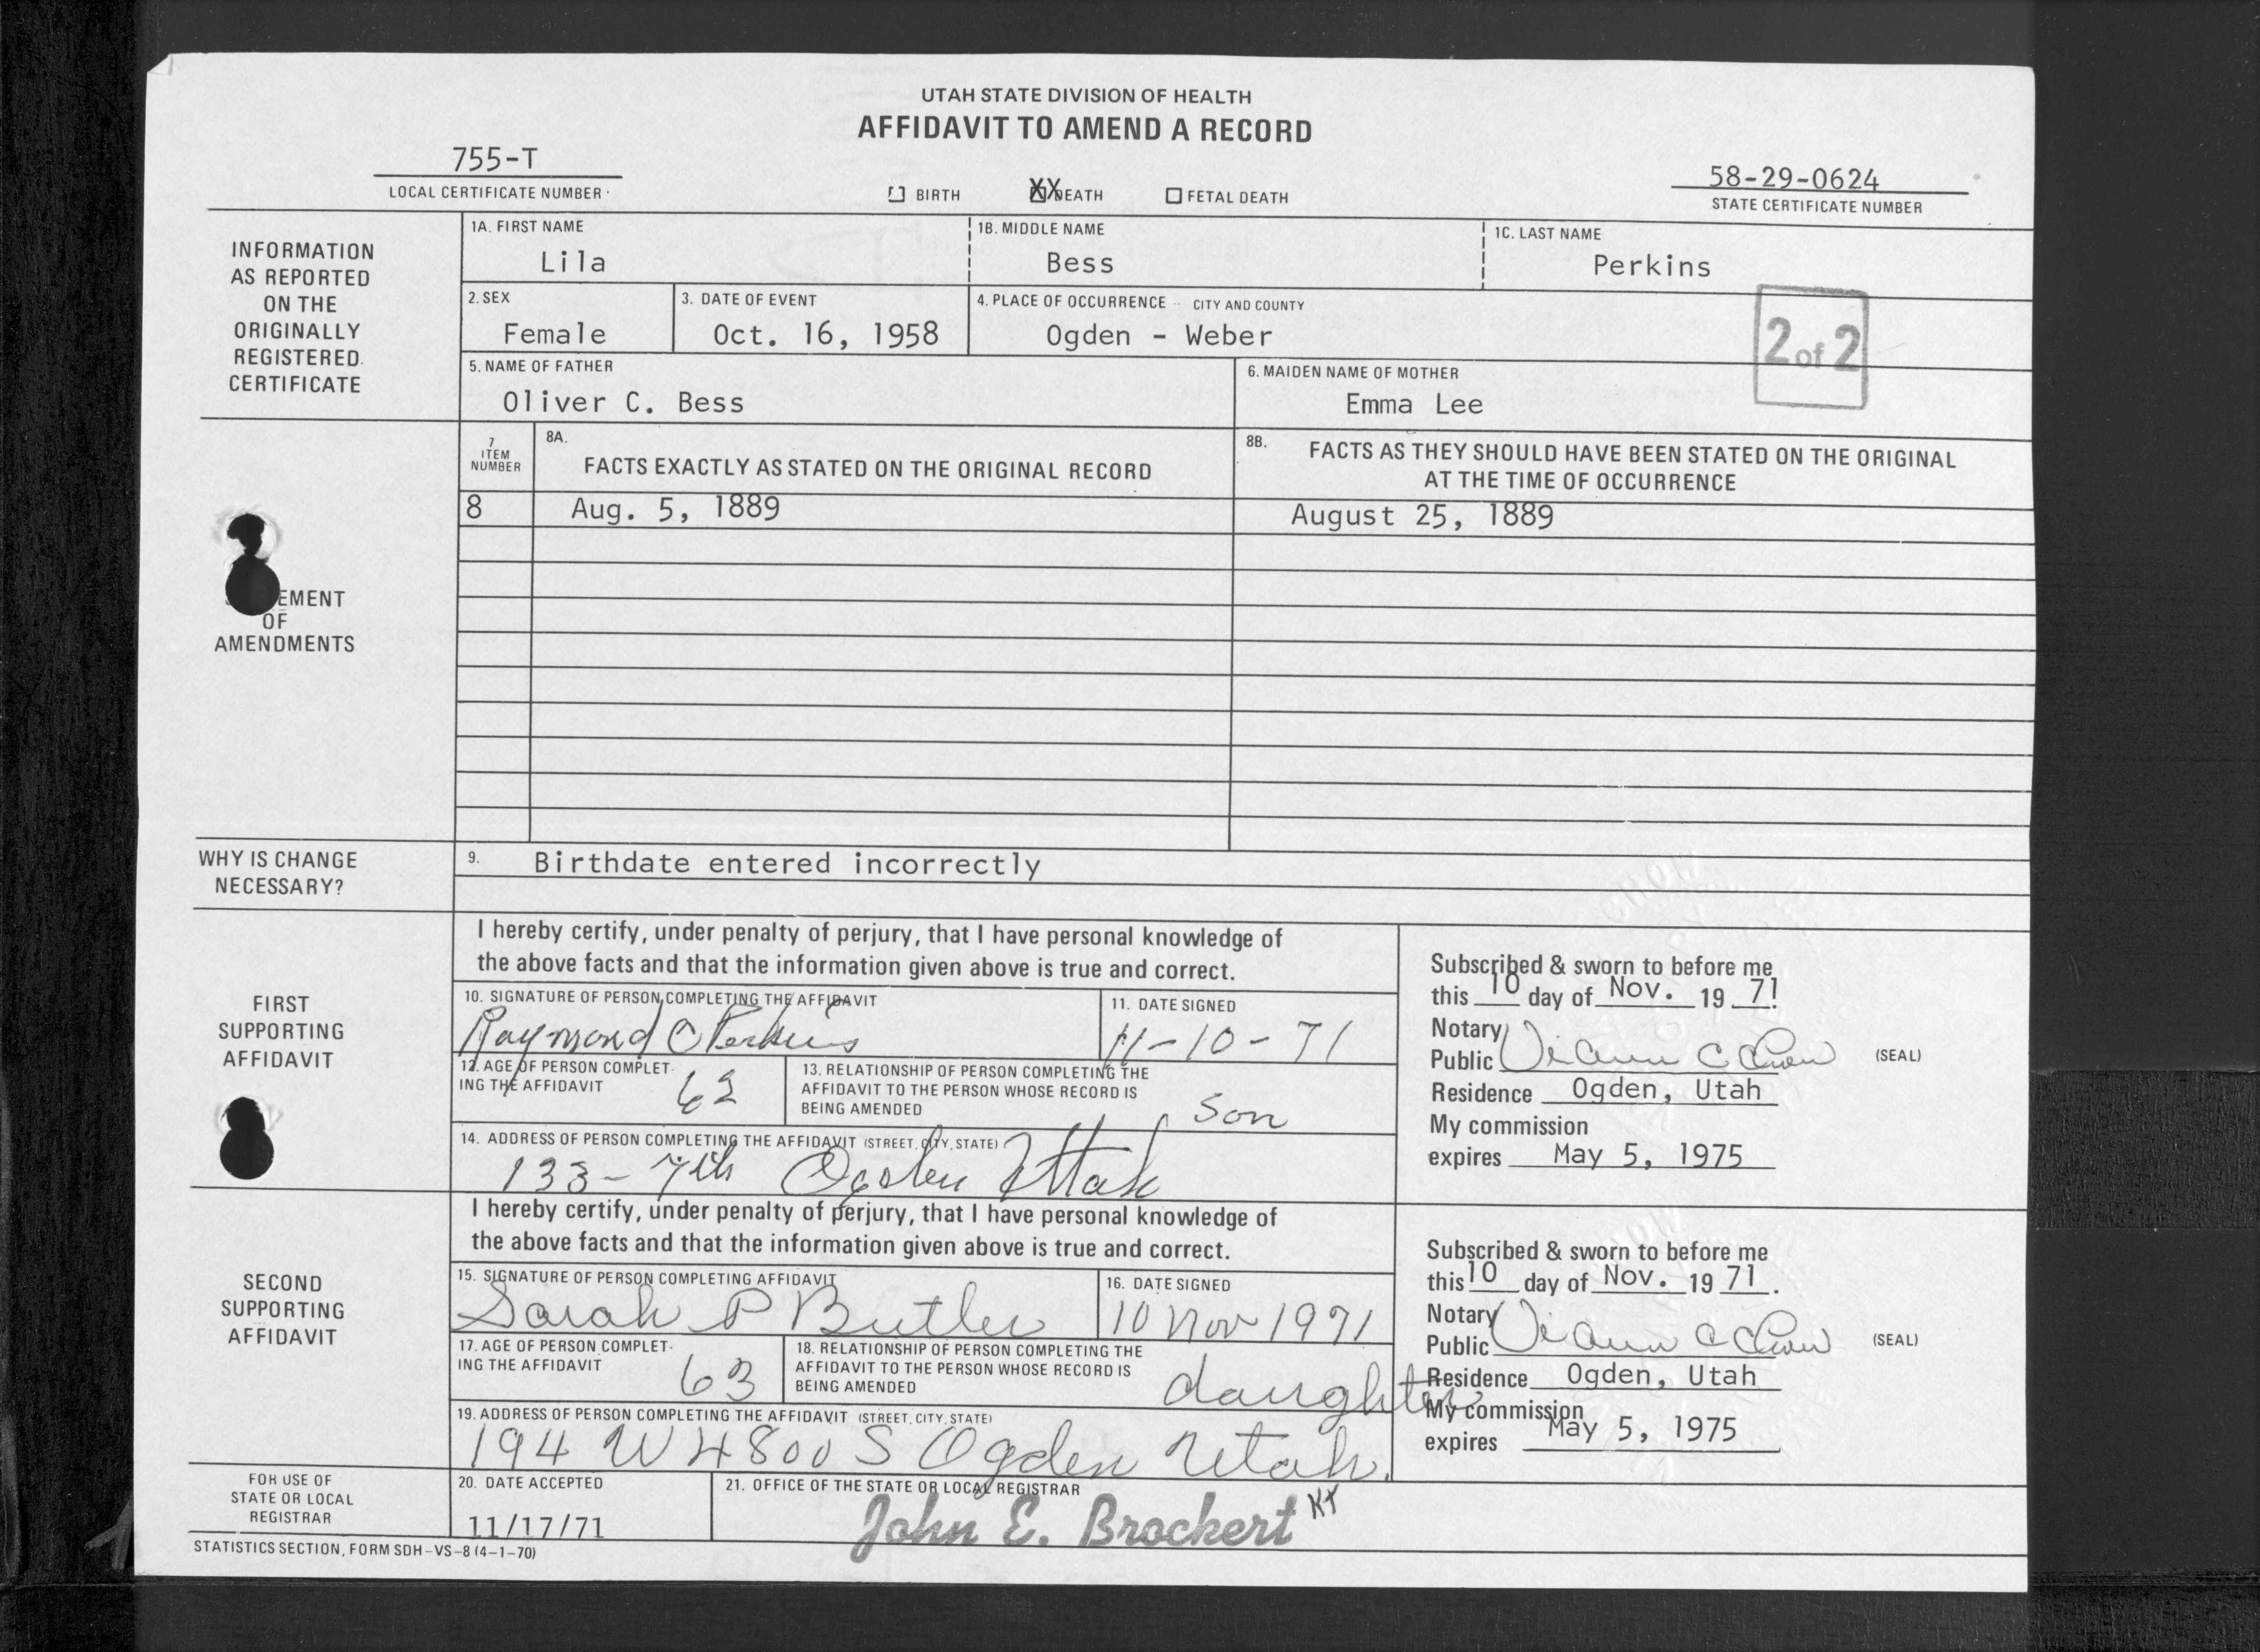 UTAH STATE DIVISION OF HEALTH
AFFIDAVIT TO AMEND A RECORD
755-T
LOCAL CERTIFICATE NUMBER
BIRTH XX DEATH FETAL DEATH
58-29-0624
STATE CERTIFICATE NUMBER
INFORMATION
AS REPORTED
ON THE
ORIGINALLY
REGISTERED
CERTIFICATE
1A. FIRST NAME
Lila
1B. MIDDLE NAME
Bess
1C. LAST NAME
Perkins
2. SEX
Female
3. DATE OF EVENT
Oct. 16, 1958
4. PLACE OF OCCURRENCE CITY AND COUNTY
Ogden - Weber
2 of 2
5. NAME OF FATHER
Oliver C. Bess
6. MAIDEN NAME OF MOTHER
Emma Lee
EMENT
OF
AMENDMENTS
7
ITEM
NUMBER
8A.
FACTS EXACTLY AS STATED ON THE ORIGINAL RECORD
8B. FACTS AS THEY SHOULD HAVE BEEN STATED ON THE ORIGINAL
AT THE TIME OF OCCURRENCE
8 Aug. 5, 1889 August 25, 1889
WHY IS CHANGE
NECESSARY?
9. Birthdate entered incorrectly
FIRST
SUPPORTING
AFFIDAVIT
I hereby certify, under penalty of perjury, that I have personal knowledge of
the above facts and that the information given above is true and correct.
10. SIGNATURE OF PERSON COMPLETING THE AFFIDAVIT
Raymond C Perkins
11. DATE SIGNED
11-10-71
12. AGE OF PERSON COMPLET-
ING THE AFFIDAVIT
62
13. RELATIONSHIP OF PERSON COMPLETING THE
AFFIDAVIT TO THE PERSON WHOSE RECORD IS
BEING AMENDED
Son
14. ADDRESS OF PERSON COMPLETING THE AFFIDAVIT (STREET, CITY, STATE)
133 - 7th Ogden Utah
Subscribed & sworn to before me
this 10 day of Nov. 19 71
Notary
Public
(SEAL)
Residence Ogden, Utah
My commission
expires May 5, 1975
SECOND
SUPPORTING
AFFIDAVIT
I hereby certify, under penalty of perjury, that I have personal knowledge of
the above facts and that the information given above is true and correct.
15. SIGNATURE OF PERSON COMPLETING AFFIDAVIT
Sarah P Butler
16. DATE SIGNED
10 Nov 1971
17. AGE OF PERSON COMPLET-
ING THE AFFIDAVIT
63
18. RELATIONSHIP OF PERSON COMPLETING THE
AFFIDAVIT TO THE PERSON WHOSE RECORD IS
BEING AMENDED
daughter
19. ADDRESS OF PERSON COMPLETING THE AFFIDAVIT (STREET, CITY, STATE)
194 W 4800 S Ogden Utah.
Subscribed & sworn to before me
this 10 day of Nov. 19 71.
Notary
Public
(SEAL)
Residence Ogden, Utah
My commission
expires May 5, 1975
FOR USE OF
STATE OR LOCAL
REGISTRAR
20. DATE ACCEPTED
11/17/71
21. OFFICE OF THE STATE OR LOCAL REGISTRAR
John E. Brockert KT
STATISTICS SECTION, FORM SDH-VS-8 (4-1-70)